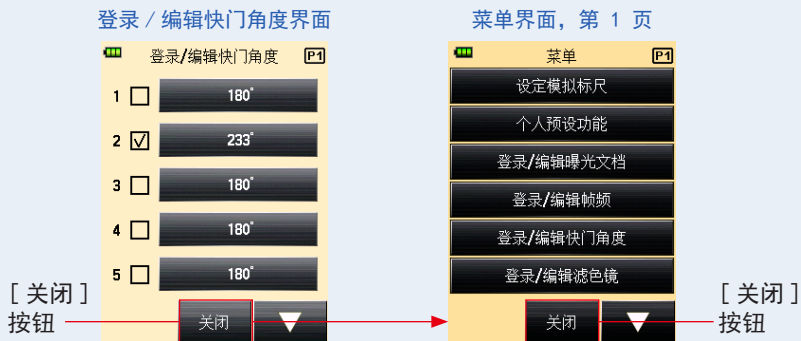 登录 / 编辑快门角度界面
登录/编辑快门角度 P1
1 180°
2 233°
3 180°
4 180°
5 180°
关闭
[ 关闭 ]
按钮
菜单界面，第 1 页
菜单 P1
设定模拟标尺
个人预设功能
登录/编辑曝光文档
登录/编辑帧频
登录/编辑快门角度
登录/编辑滤色镜
关闭
[ 关闭 ]
按钮